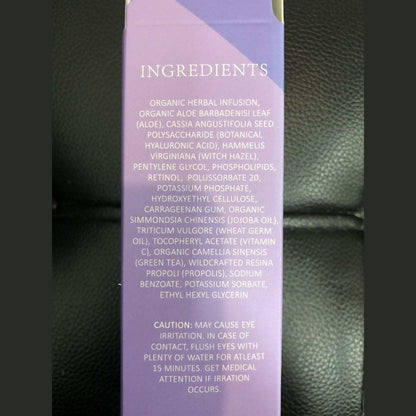 INGREDIENTS
ORGANIC HERBAL INFUSION,
ORGANIC ALOE BARBADENISI LEAF
(ALOE), CASSIA ANGUSTIFOLIA SEED
POLYSACCHARIDE (BOTANICAL
HYALURONIC ACID), HAMMELIS
VIRGINIANA (WITCH HAZEL),
PENTYLENE GLYCOL, PHOSPHOLIPDS,
RETINOL, POLUSSORBATE 20,
POTASSIUM PHOSPHATE,
HYDROXYETHYL CELLULOSE,
CARRAGEENAN GUM, ORGANIC
SIMMONDSIA CHINENSIS (JOJOBA OIL),
TRITICUM VULGORE (WHEAT GERM
OIL), TOCOPHERYL ACETATE (VITAMIN
C), ORGANIC CAMELLIA SINENSIS
(GREEN TEA), WILDCRAFTED RESINA
PROPOLI (PROPOLIS), SODIUM
BENZOATE, POTASSIUM SORBATE,
ETHYL HEXYL GLYCERIN
CAUTION: MAY CAUSE EYE
IRRITATION. IN CASE OF
CONTACT, FLUSH EYES WITH
PLENTY OF WATER FOR ATLEAST
15 MINUTES. GET MEDICAL
ATTENTION IF IRRATION
OCCURS.